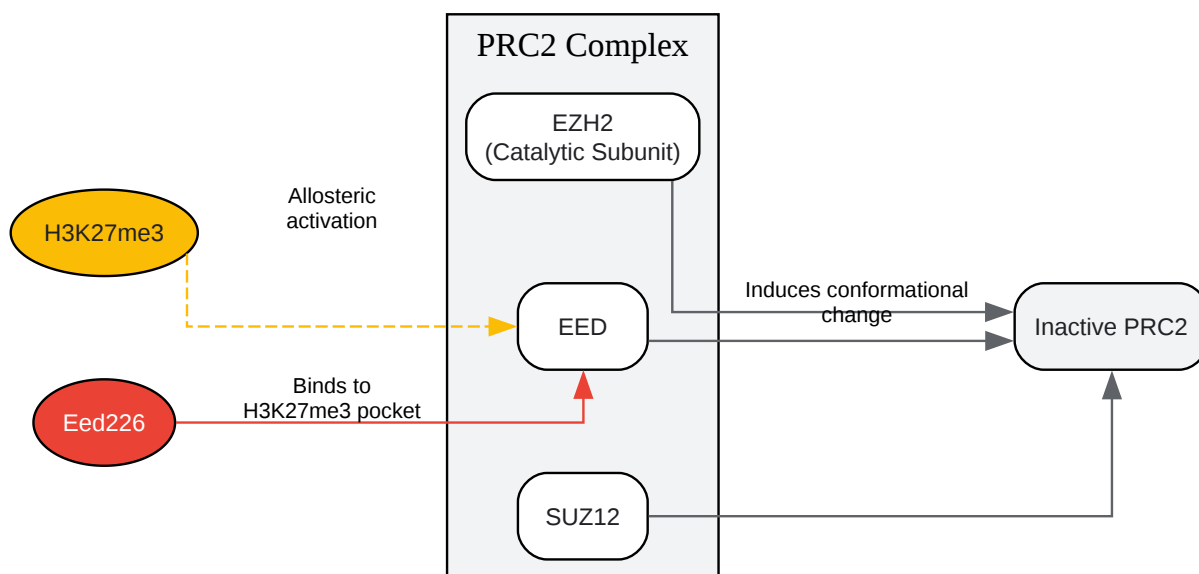 PRC2 Complex
EZH2
(Catalytic Subunit)
Allosteric
activation
H3K27me3
Induces conformational
change
EED
Inactive PRC2
Binds to
H3K27me3 pocket
Eed226
SUZ12